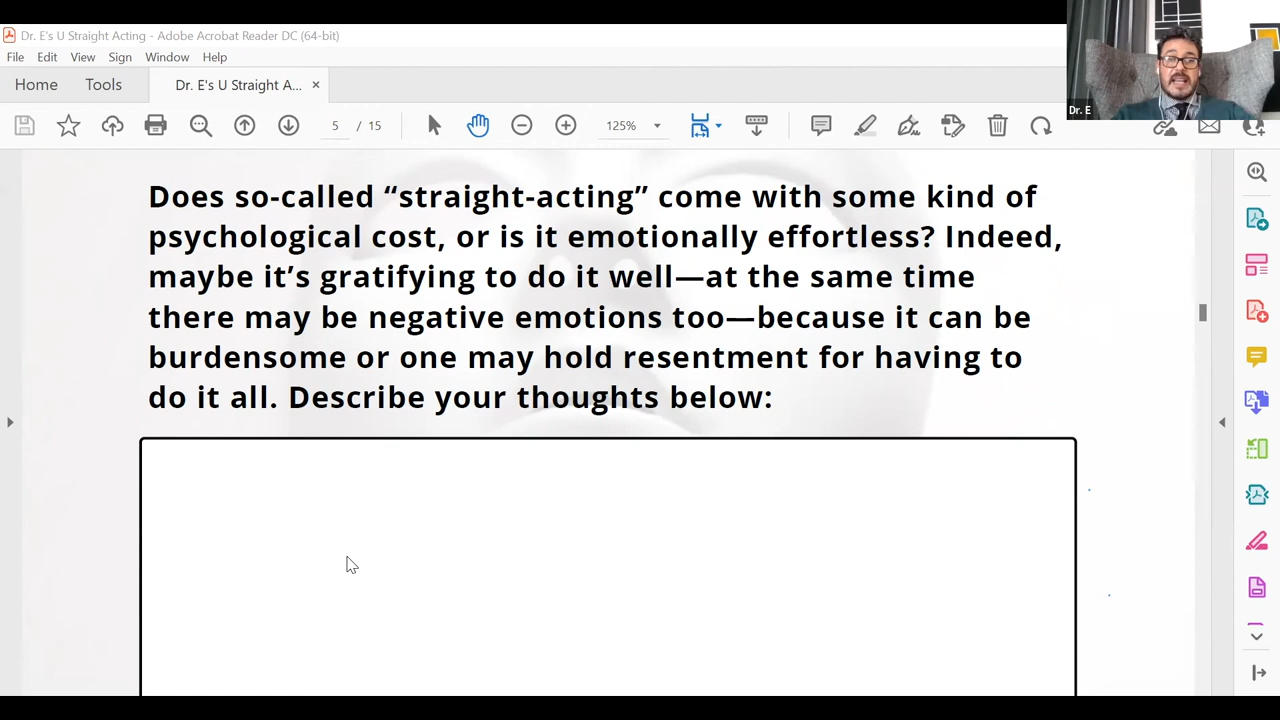 Dr. E's U Straight Acting - Adobe Acrobat Reader DC (64-bit)
File Edit View Sign Window Help
Home Tools Dr. E's U Straight A... ×
5 / 15 125%
Dr. E
Does so-called “straight-acting” come with some kind of
psychological cost, or is it emotionally effortless? Indeed,
maybe it’s gratifying to do it well—at the same time
there may be negative emotions too—because it can be
burdensome or one may hold resentment for having to
do it all. Describe your thoughts below: